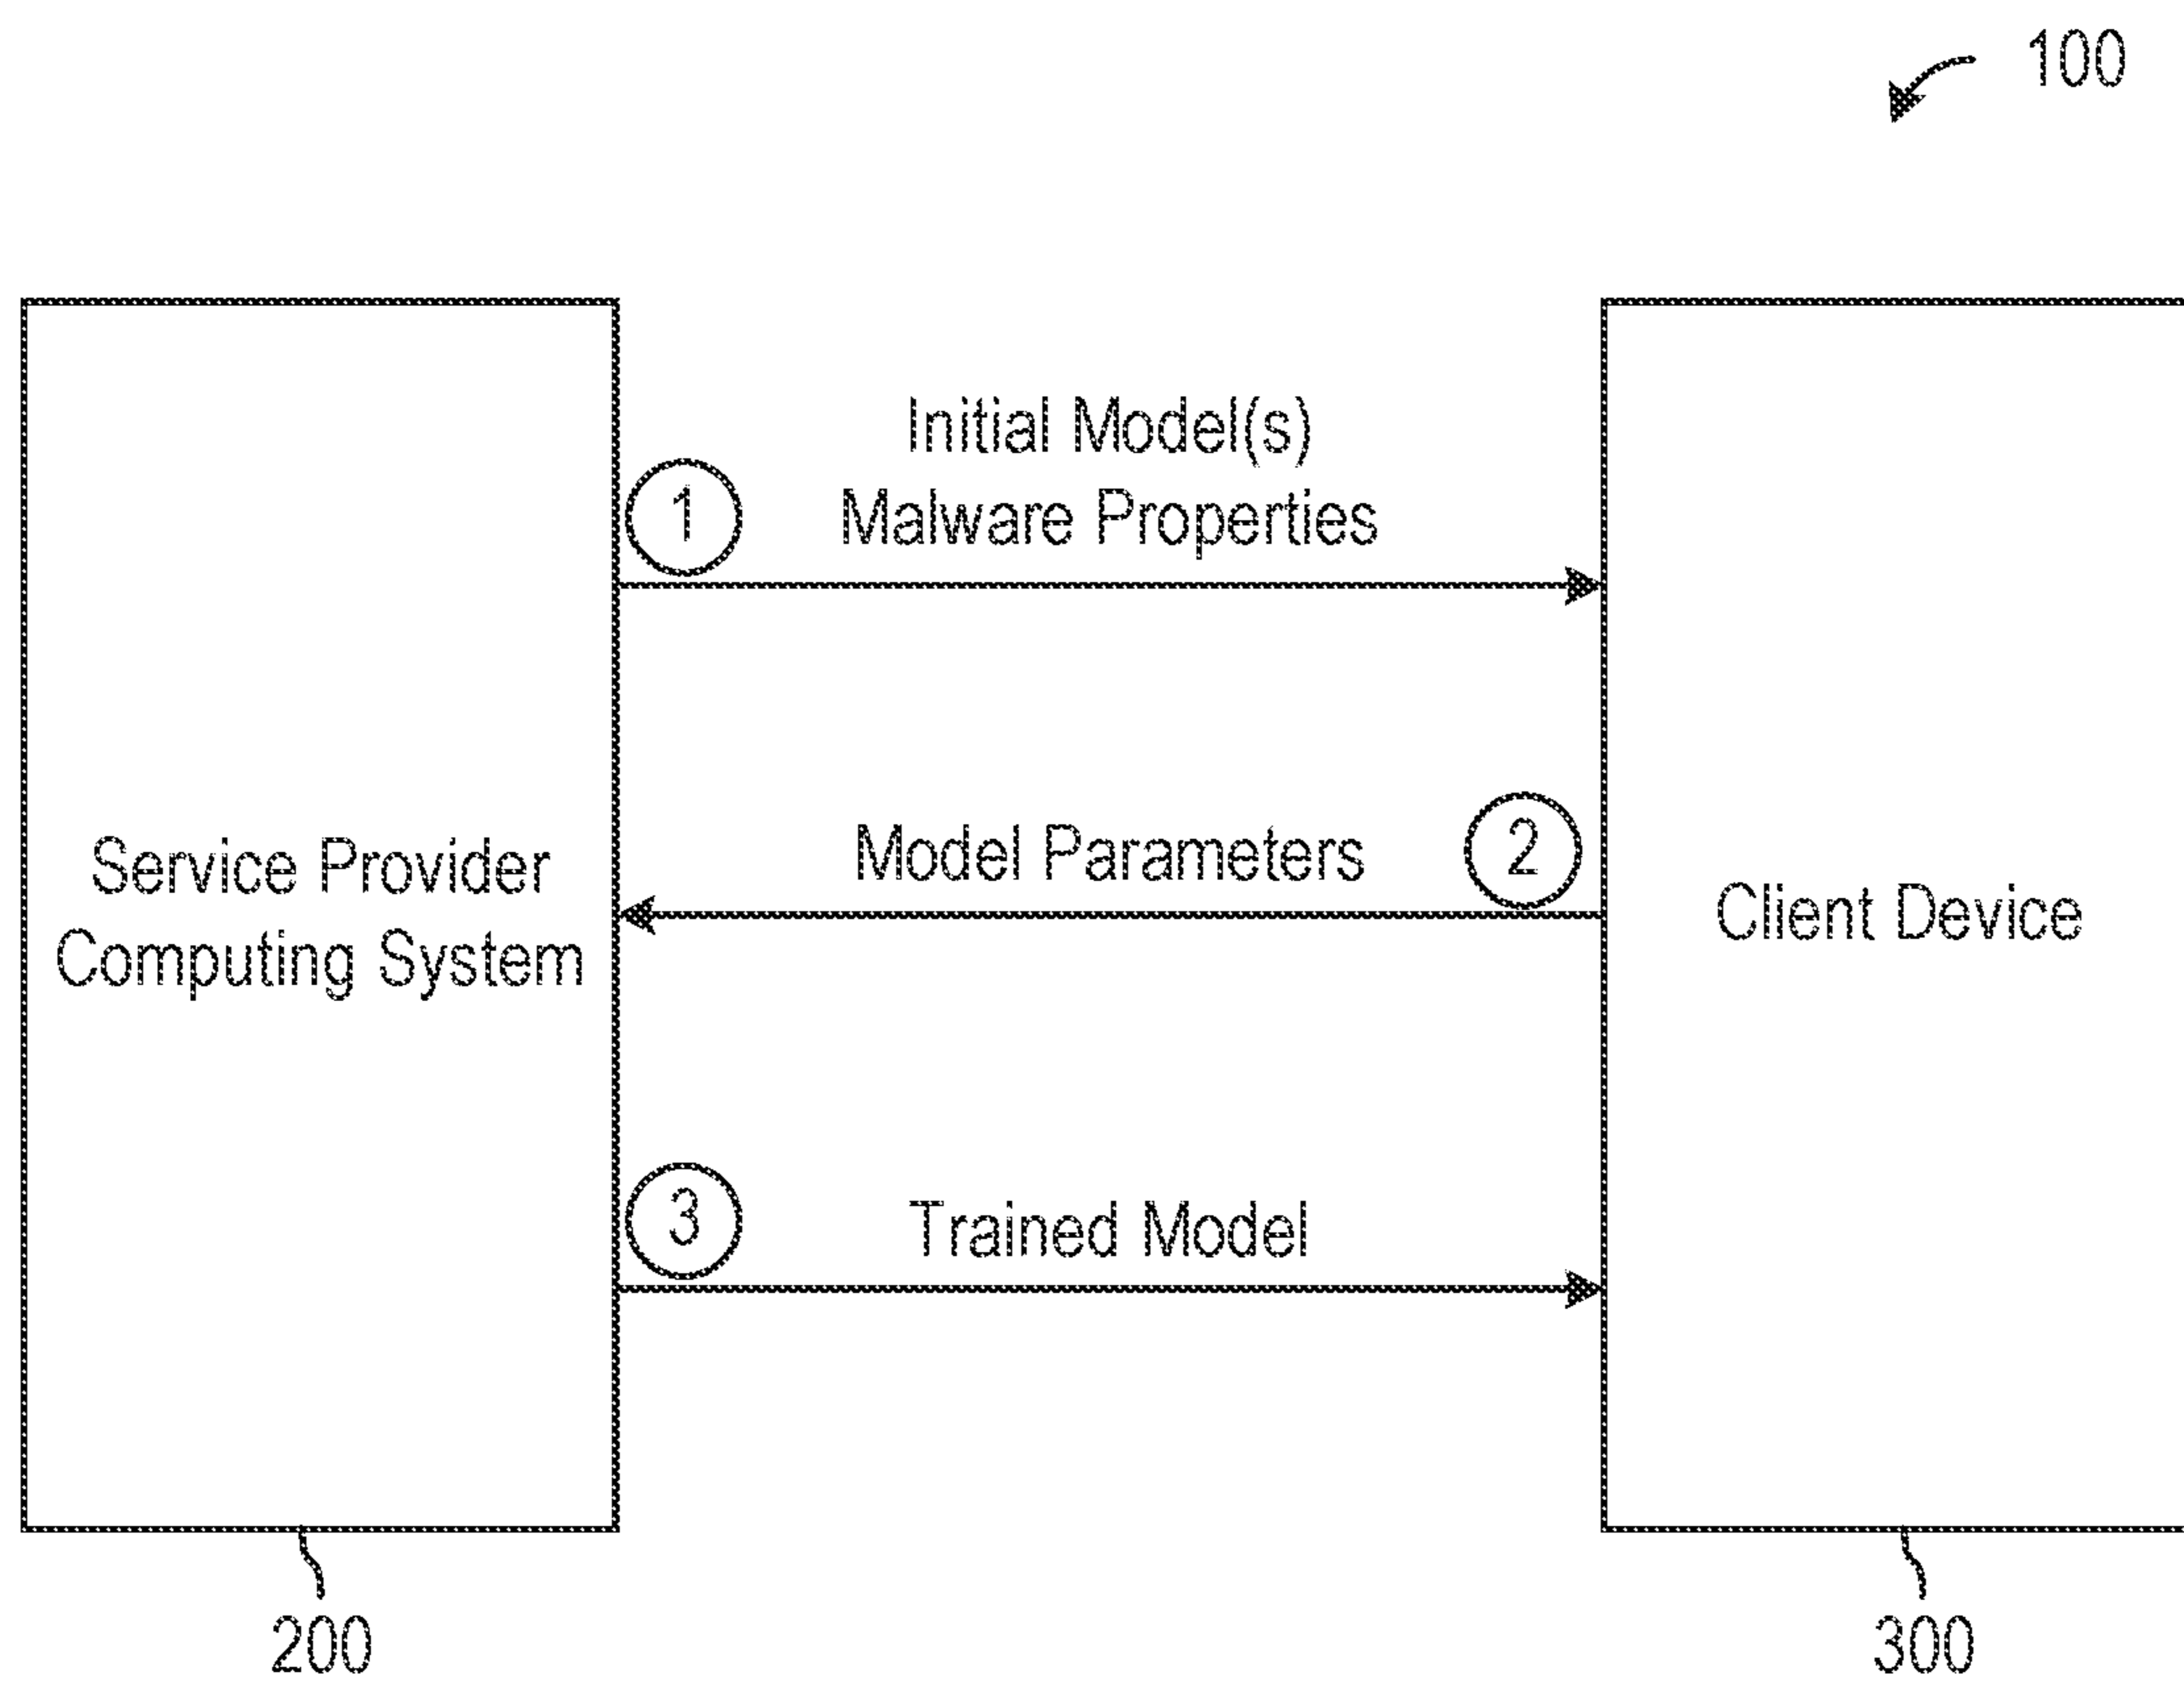 100
Initial Model(s)
Malware Properties
1
Model Parameters
2
Service Provider
Computing System
Client Device
3
Trained Model
200
300